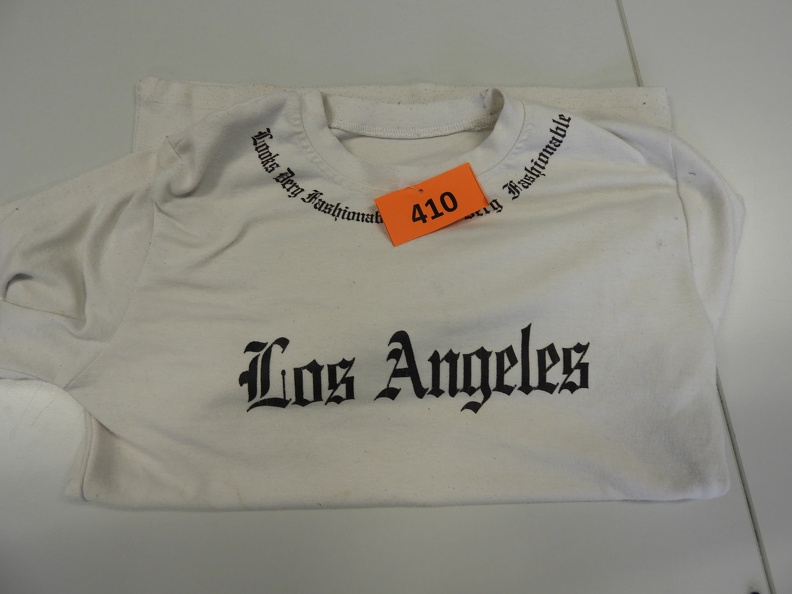 Looks Very Fashionable
Very Fashionable
410
Los Angeles